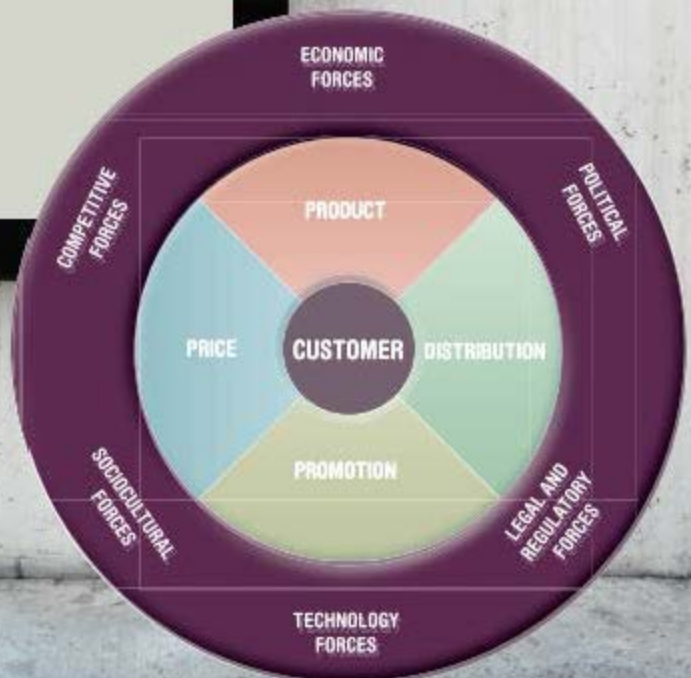 ECONOMIC
FORCES
COMPETITIVE
FORCES
POLITICAL
FORCES
PRODUCT
PRICE
CUSTOMER
DISTRIBUTION
PROMOTION
SOCIOCULTURAL
FORCES
LEGAL AND
REGULATORY
FORCES
TECHNOLOGY
FORCES